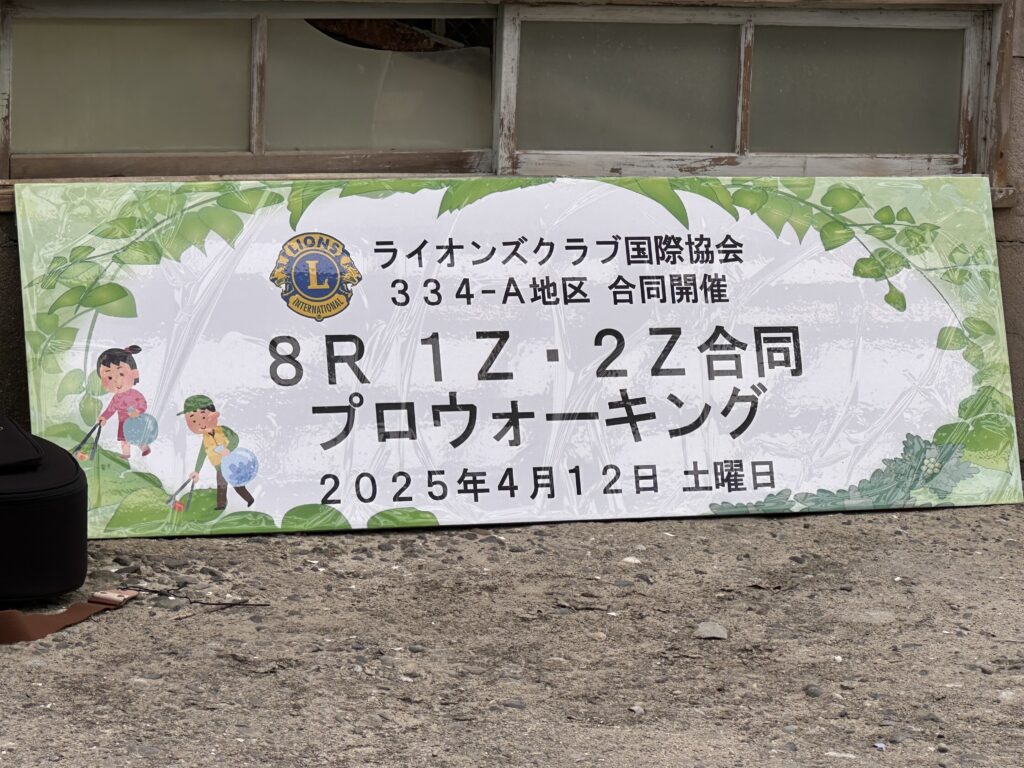 LIONS
L
INTERNATIONAL
ライオンズクラブ国際協会
334-A地区 合同開催
8R 1Z・2Z合同
プロウォーキング
2025年4月12日 土曜日